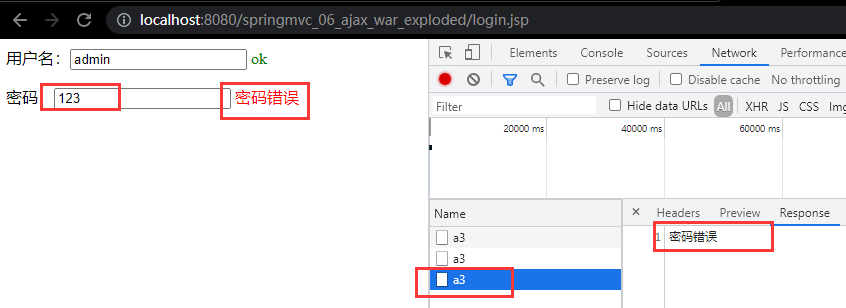 localhost:8080/springmvc_06_ajax_war_exploded/login.jsp
用户名：admin ok
密码 123 密码错误
Elements Console Sources Network Performance
Preserve log Disable cache No throttling
Filter Hide data URLs All XHR JS CSS Img
20000 ms 40000 ms 60000 ms
Name × Headers Preview Response
a3 1 密码错误
a3
a3